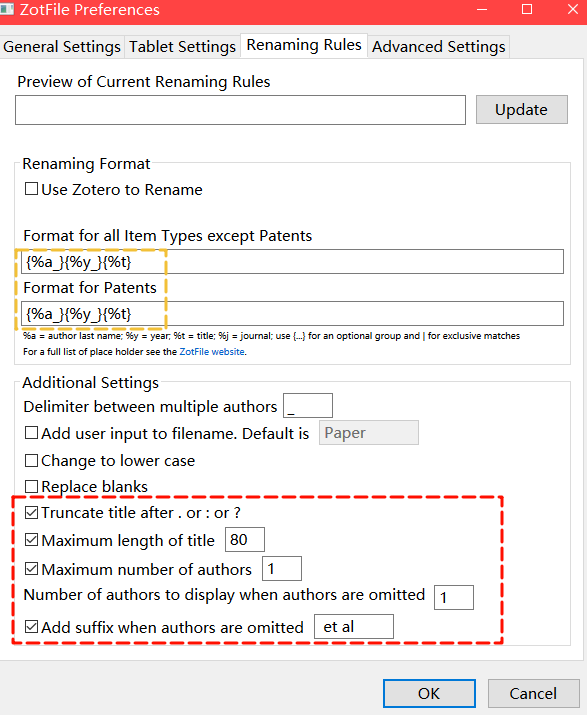 ZotFile Preferences
General Settings Tablet Settings Renaming Rules Advanced Settings
Preview of Current Renaming Rules
Update
Renaming Format
Use Zotero to Rename
Format for all Item Types except Patents
{%a_}{%y_}{%t}
Format for Patents
{%a_}{%y_}{%t}
%a = author last name; %y = year; %t = title; %j = journal; use {...} for an optional group and | for exclusive matches
For a full list of place holder see the ZotFile website.
Additional Settings
Delimiter between multiple authors _
Add user input to filename. Default is Paper
Change to lower case
Replace blanks
Truncate title after . or : or ?
Maximum length of title 80
Maximum number of authors 1
Number of authors to display when authors are omitted 1
Add suffix when authors are omitted et al
OK Cancel